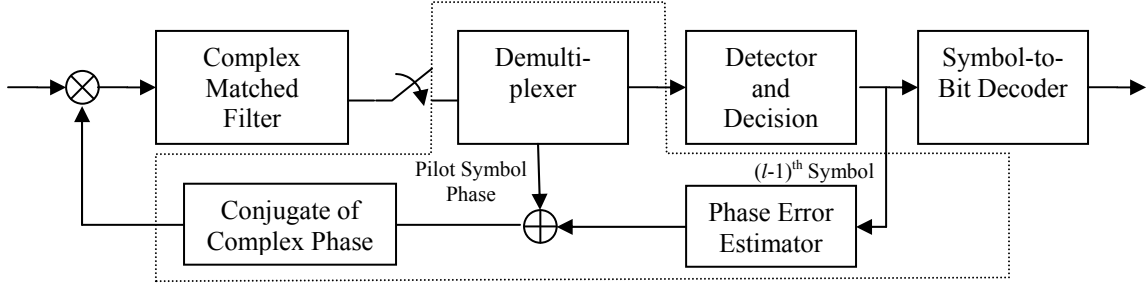 Complex
Matched
Filter
Demulti-
plexer
Detector
and
Decision
Symbol-to-
Bit Decoder
Pilot Symbol
Phase
(l-1)th Symbol
Conjugate of
Complex Phase
Phase Error
Estimator